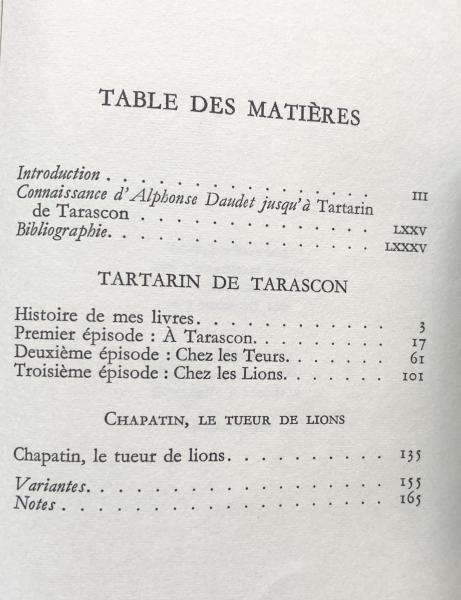 TABLE DES MATIÈRES
Introduction . . . . . . . . . . . . . . . . III
Connaissance d'Alphonse Daudet jusqu'à Tartarin
de Tarascon . . . . . . . . . . . . . . LXXV
Bibliographie. . . . . . . . . . . . . . . . LXXXV
TARTARIN DE TARASCON
Histoire de mes livres. . . . . . . . . . . . 3
Premier épisode : À Tarascon. . . . . . . . . 17
Deuxième épisode : Chez les Teurs. . . . . . . 61
Troisième épisode : Chez les Lions. . . . . . . 101
CHAPATIN, LE TUEUR DE LIONS
Chapatin, le tueur de lions. . . . . . . . . . 135
Variantes. . . . . . . . . . . . . . . . . . 155
Notes . . . . . . . . . . . . . . . . . . . 165